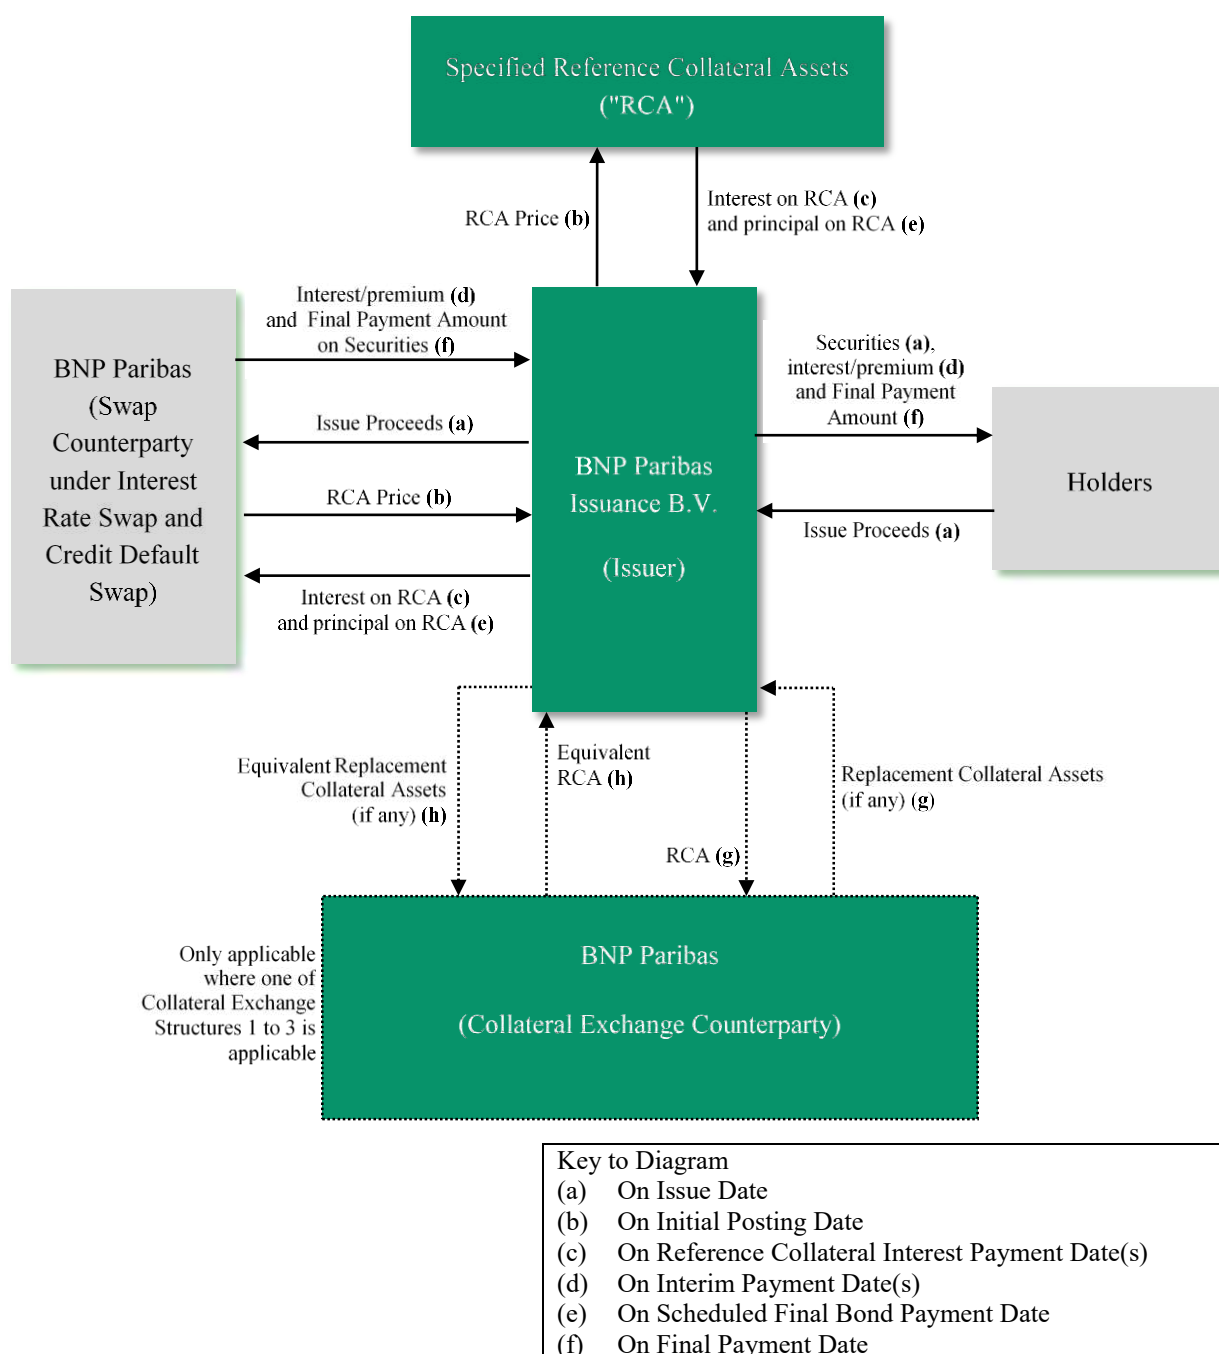 Specified Reference Collateral Assets
("RCA")
RCA Price (b)
Interest on RCA (c)
and principal on RCA (e)
BNP Paribas
(Swap
Counterparty
under Interest
Rate Swap and
Credit Default
Swap)
Interest/premium (d)
and Final Payment Amount
on Securities (f)
Issue Proceeds (a)
RCA Price (b)
Interest on RCA (c)
and principal on RCA (e)
BNP Paribas
Issuance B.V.
(Issuer)
Securities (a),
interest/premium (d)
and Final Payment
Amount (f)
Issue Proceeds (a)
Holders
Equivalent Replacement
Collateral Assets
(if any) (h)
Equivalent
RCA (h)
RCA (g)
Replacement Collateral Assets
(if any) (g)
Only applicable
where one of
Collateral Exchange
Structures 1 to 3 is
applicable
BNP Paribas
(Collateral Exchange Counterparty)
Key to Diagram
(a) On Issue Date
(b) On Initial Posting Date
(c) On Reference Collateral Interest Payment Date(s)
(d) On Interim Payment Date(s)
(e) On Scheduled Final Bond Payment Date
(f) On Final Payment Date